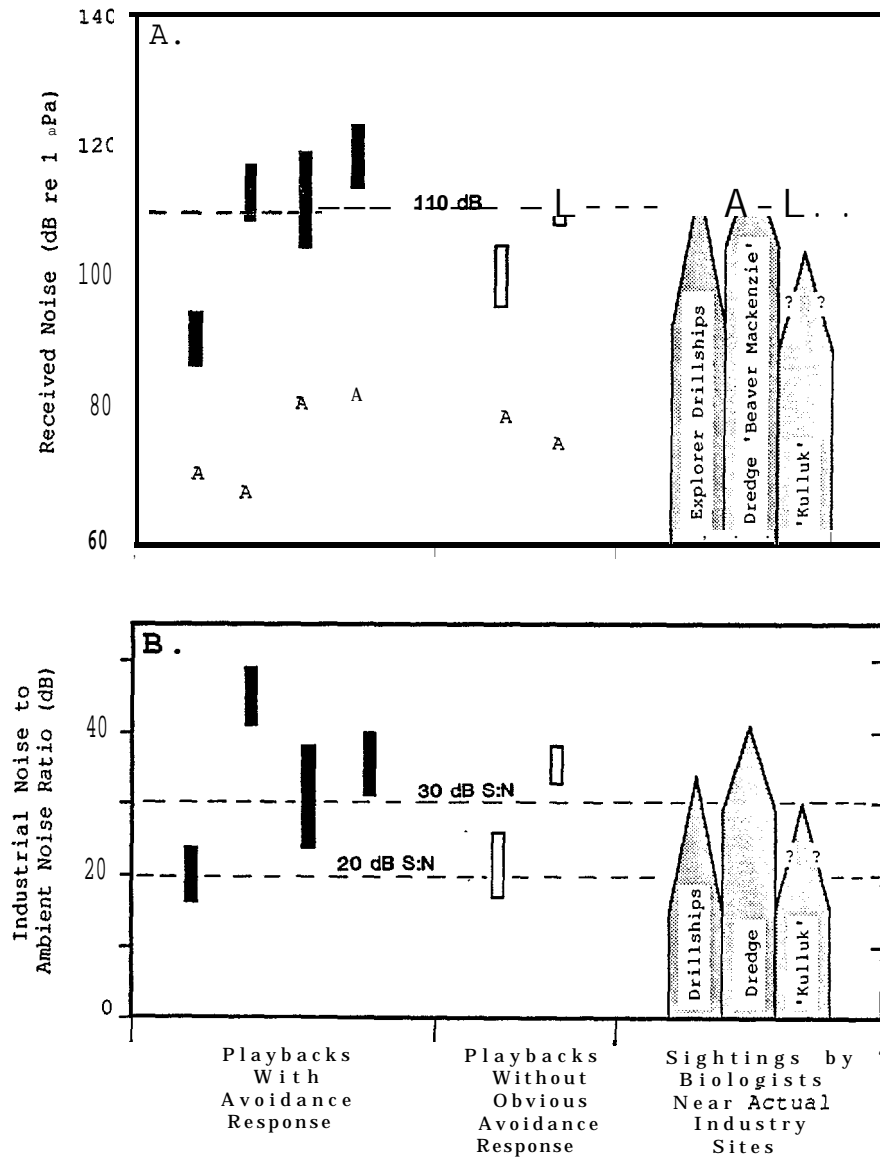 140
A.
120
110 dB
L
A - L . .
100
80
60
Received Noise (dB re 1 µPa)
A
A
A
A
A
A
Explorer Drillships
Dredge 'Beaver Mackenzie'
? ?
'Kulluk'
B.
40
30 dB S:N
20 dB S:N
20
0
Industrial Noise to
Ambient Noise Ratio (dB)
Drillships
Dredge
? ?
'Kulluk'
Playbacks
With
Avoidance
Response
Playbacks
Without
Obvious
Avoidance
Response
Sightings by
Biologists
Near Actual
Industry
Sites